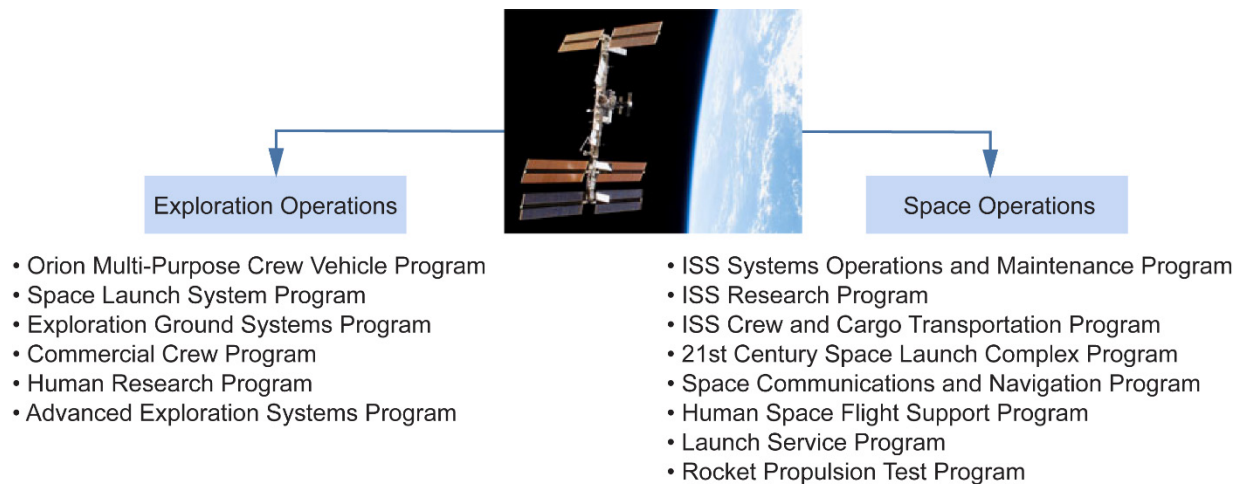 Exploration Operations
• Orion Multi-Purpose Crew Vehicle Program
• Space Launch System Program
• Exploration Ground Systems Program
• Commercial Crew Program
• Human Research Program
• Advanced Exploration Systems Program
Space Operations
• ISS Systems Operations and Maintenance Program
• ISS Research Program
• ISS Crew and Cargo Transportation Program
• 21st Century Space Launch Complex Program
• Space Communications and Navigation Program
• Human Space Flight Support Program
• Launch Service Program
• Rocket Propulsion Test Program